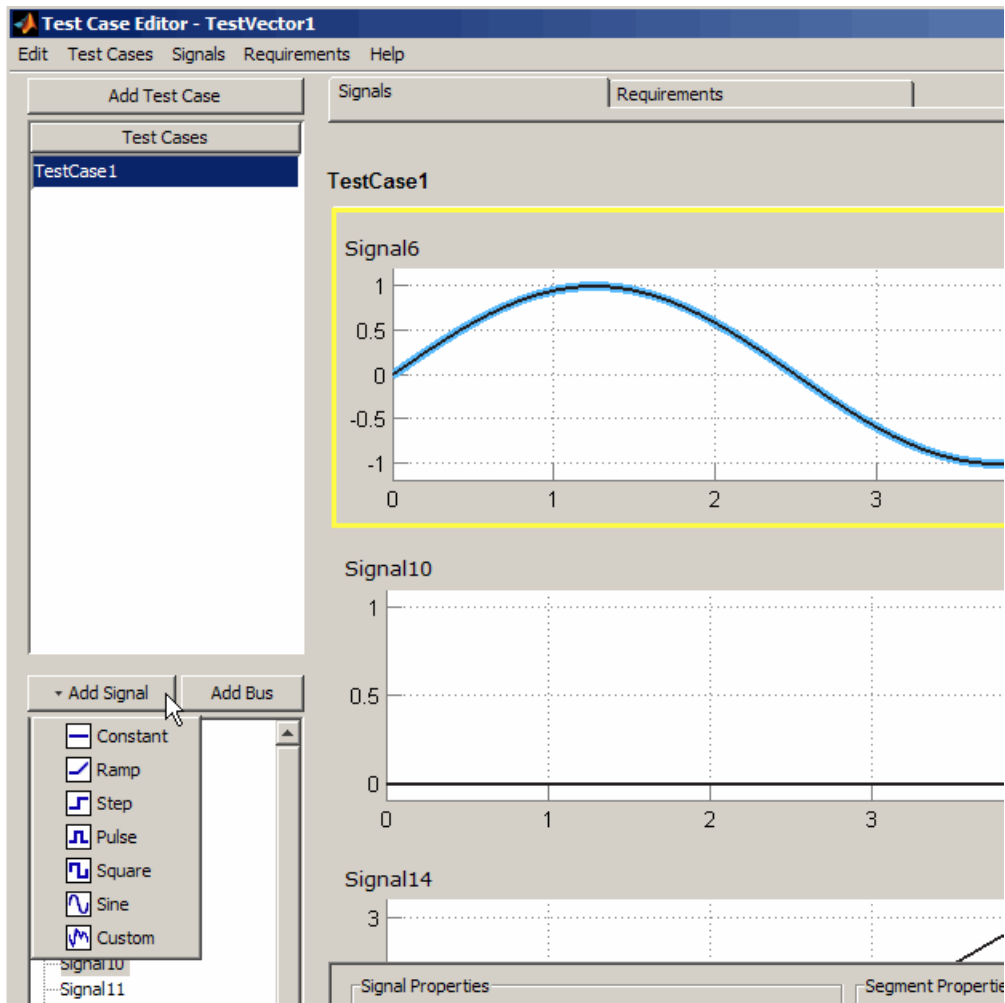 Test Case Editor - TestVector1
Edit Test Cases Signals Requirements Help
Add Test Case
Test Cases
TestCase1
Add Signal Add Bus
Constant
Ramp
Step
Pulse
Square
Sine
Custom
Signal10
Signal11
Signals Requirements
TestCase1
Signal6
1
0.5
0
-0.5
-1
0 1 2 3
Signal10
1
0.5
0
0 1 2 3
Signal14
3
Signal Properties Segment Propertie